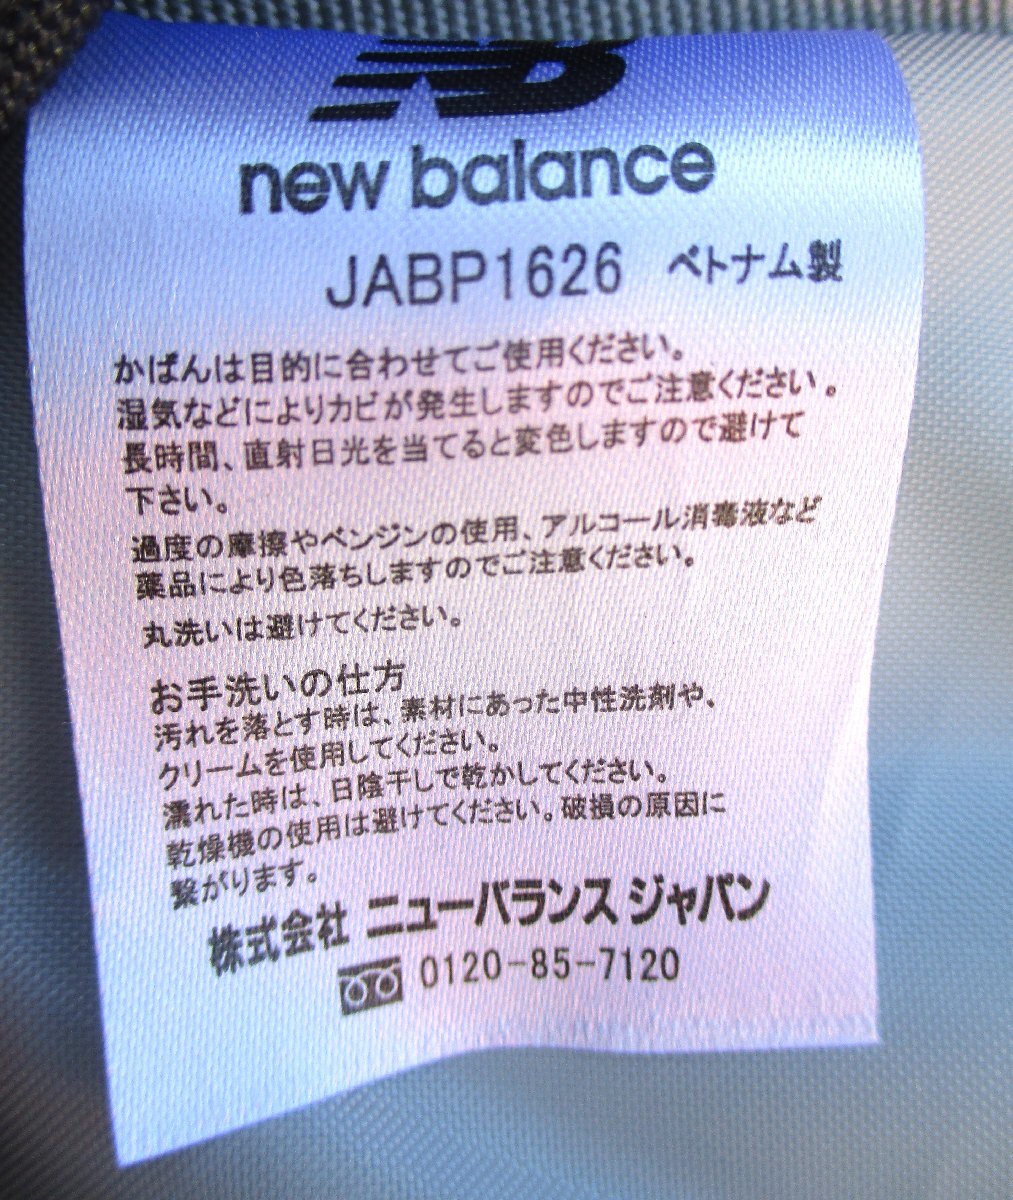 NB
new balance
JABP1626 ベトナム製
かばんは目的に合わせてご使用ください。
湿気などによりカビが発生しますのでご注意ください。
長時間、直射日光を当てると変色しますので避けて
下さい。
過度の摩擦やベンジンの使用、アルコール消毒液など
薬品により色落ちしますのでご注意ください。
丸洗いは避けてください。
お手洗いの仕方
汚れを落とす時は、素材にあった中性洗剤や、
クリームを使用してください。
濡れた時は、日陰干しで乾かしてください。
乾燥機の使用は避けてください。破損の原因に
繋がります。
株式会社 ニューバランス ジャパン
0120-85-7120